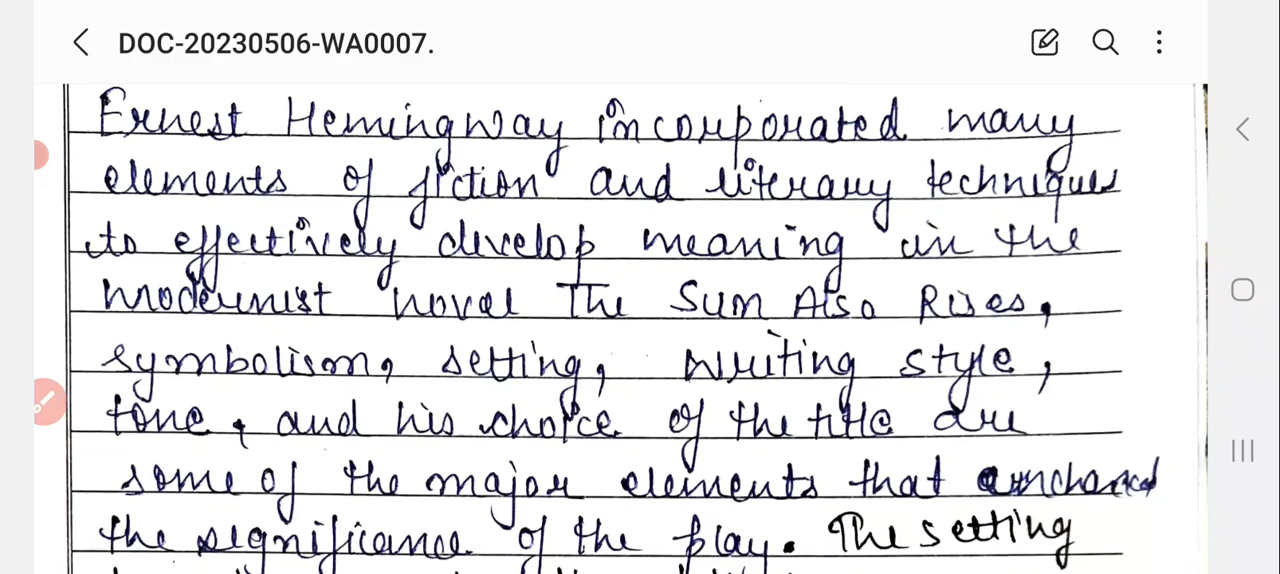 DOC-20230506-WA0007.
Ernest Hemingway incorporated many
elements of fiction and literary techniques
to effectively develop meaning in the
modernist novel The Sun Also Rises,
symbolism, setting, writing style,
tone, and his choice of the title are
some of the major elements that
the significance of the play. The setting